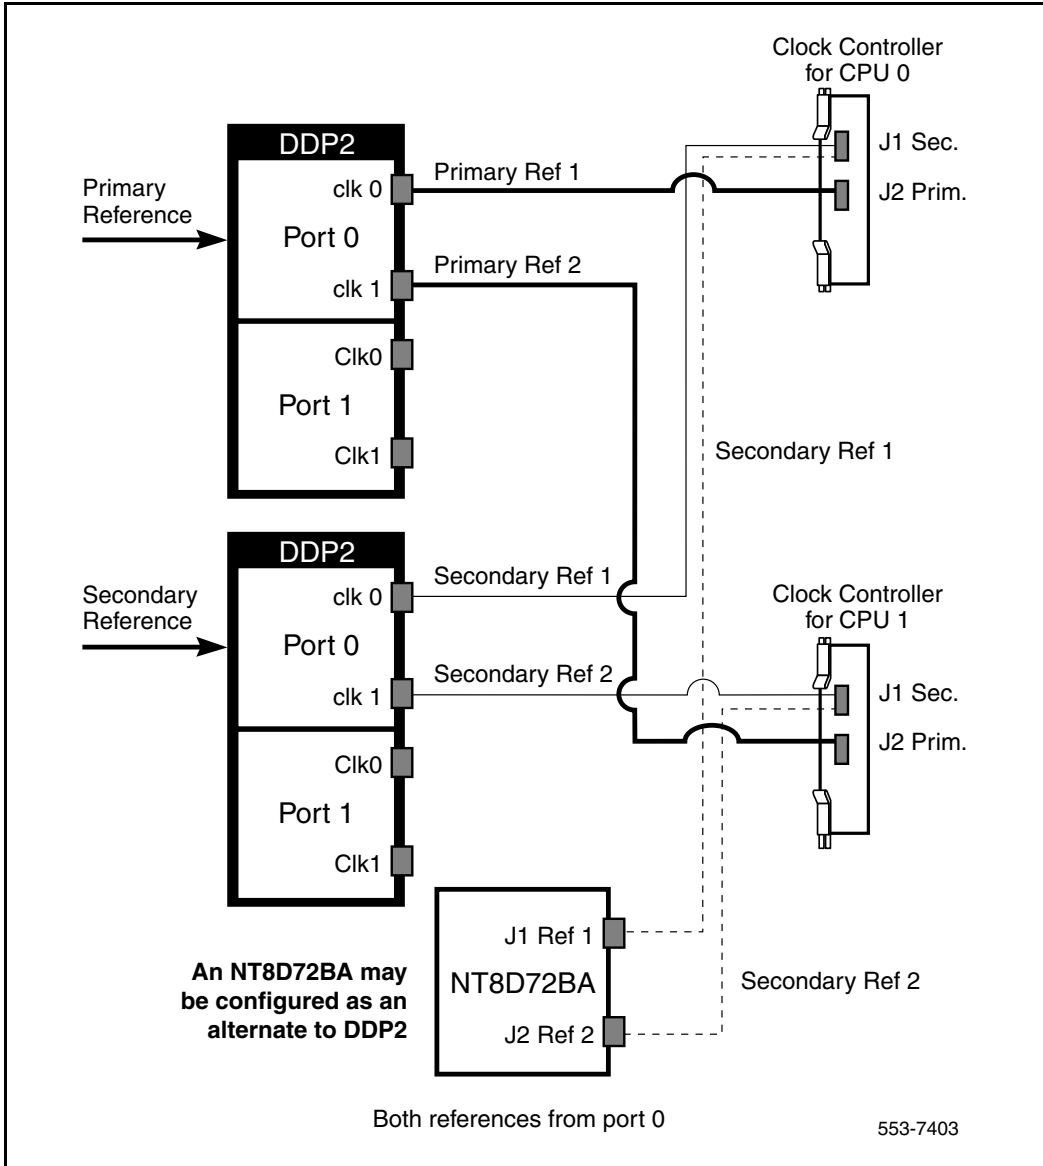 Clock Controller
for CPU 0
DDP2
J1 Sec.
Primary Ref 1
Primary
Reference
clk 0
J2 Prim.
Port 0
Primary Ref 2
clk 1
Clk0
Port 1
Clk1
Secondary Ref 1
DDP2
Secondary Ref 1
Secondary
Reference
clk 0
Clock Controller
for CPU 1
Port 0
Secondary Ref 2
clk 1
J1 Sec.
J2 Prim.
Clk0
Port 1
Clk1
J1 Ref 1
An NT8D72BA may
be configured as an
alternate to DDP2
NT8D72BA
Secondary Ref 2
J2 Ref 2
Both references from port 0
553-7403